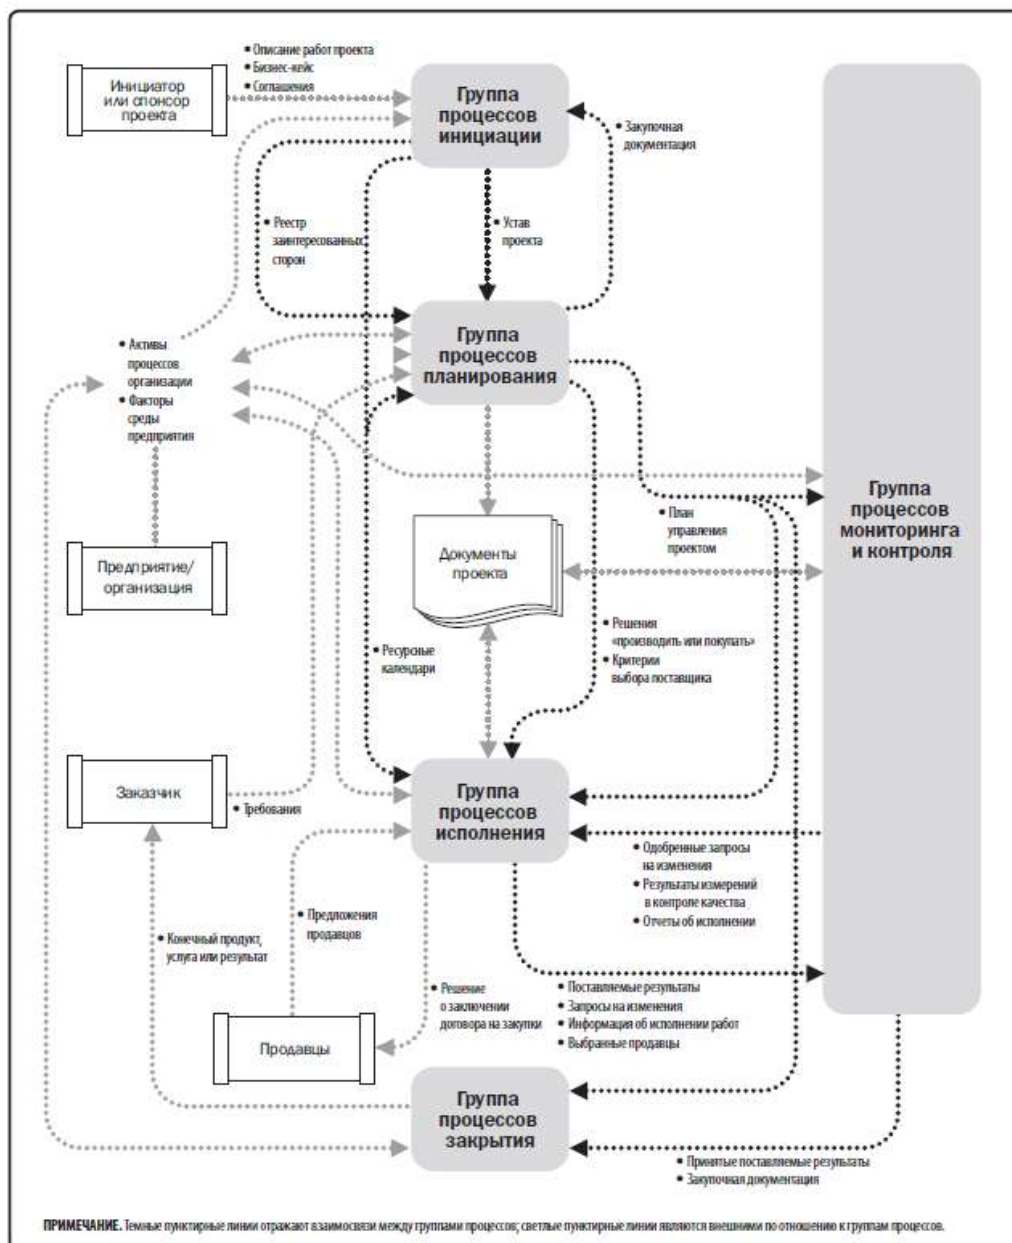 • Описание работ проекта
• Бизнес-кейс
• Соглашения
Инициатор
или спонсор
проекта
Группа
процессов
инициации
• Закупочная
документация
• Реестр
заинтересованных
сторон
• Устав
проекта
Группа
процессов
планирования
• Активы
процессов
организации
• Факторы
среды
предприятия
Группа
процессов
мониторинга
и контроля
• План
управления
проектом
Документы
проекта
Предприятие/
организация
• Решения
«производить или покупать»
• Критерии
выбора поставщика
• Ресурсные
календари
Заказчик
• Требования
Группа
процессов
исполнения
• Одобренные запросы
на изменения
• Результаты измерений
в контроле качества
• Отчеты об исполнении
• Предложения
продавцов
• Конечный продукт,
услуга или результат
• Решение
о заключении
договора на закупки
• Поставляемые результаты
• Запросы на изменения
• Информация об исполнении работ
• Выбранные продавцы
Продавцы
Группа
процессов
закрытия
• Принятые поставляемые результаты
• Закупочная документация
ПРИМЕЧАНИЕ. Темные пунктирные линии отражают взаимосвязи между группами процессов; светлые пунктирные линии являются внешними по отношению к группам процессов.